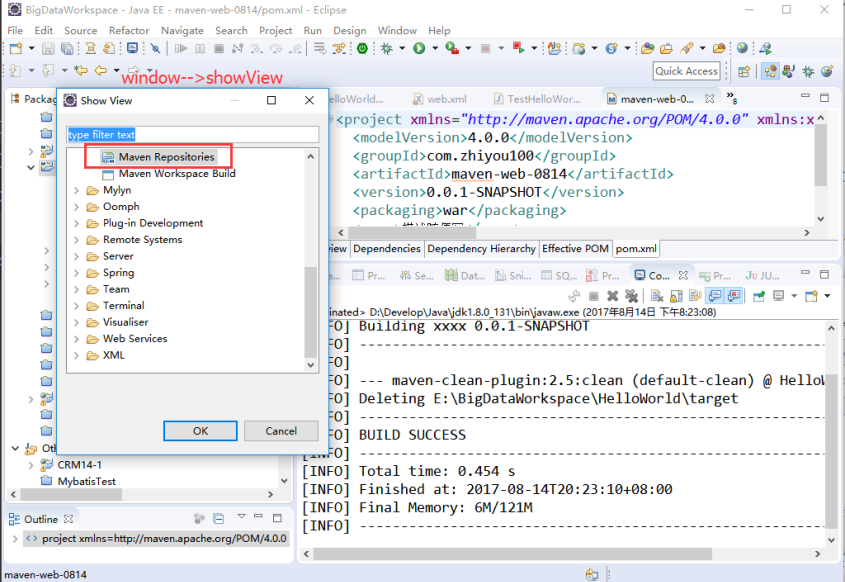 BigDataWorkspace - Java EE - maven-web-0814/pom.xml - Eclipse
File Edit Source Refactor Navigate Search Project Run Design Window Help
window-->showView
Quick Access
Packag
Show View
elloWorld...
web.xml
TestHelloWor...
maven-web-0...
8
type filter text
Maven Repositories
Maven Workspace Build
Mylyn
Oomph
Plug-in Development
Remote Systems
Server
Spring
Team
Terminal
Visualiser
Web Services
XML
OK
Cancel
<project xmlns="http://maven.apache.org/POM/4.0.0" xmlns:x
<modelVersion>4.0.0</modelVersion>
<groupId>com.zhiyou100</groupId>
<artifactId>maven-web-0814</artifactId>
<version>0.0.1-SNAPSHOT</version>
<packaging>war</packaging>
iew Dependencies Dependency Hierarchy Effective POM pom.xml
Pr... Se... Dat... Sni... SQ... Pr... Co... Pr... JU...
inated> D:\Develop\Java\jdk1.8.0_131\bin\javaw.exe (2017年8月14日 下午8:23:08)
FO] Building xxxx 0.0.1-SNAPSHOT
FO] ------------------------------------------------
FO]
FO] --- maven-clean-plugin:2.5:clean (default-clean) @ HelloW
FO] Deleting E:\BigDataWorkspace\HelloWorld\target
FO] ------------------------------------------------
FO] BUILD SUCCESS
[INFO] ------------------------------------------------
[INFO] Total time: 0.454 s
[INFO] Finished at: 2017-08-14T20:23:10+08:00
[INFO] Final Memory: 6M/121M
[INFO] ------------------------------------------------
Oth
CRM14-1
MybatisTest
Outline
project xmlns=http://maven.apache.org/POM/4.0.0
maven-web-0814